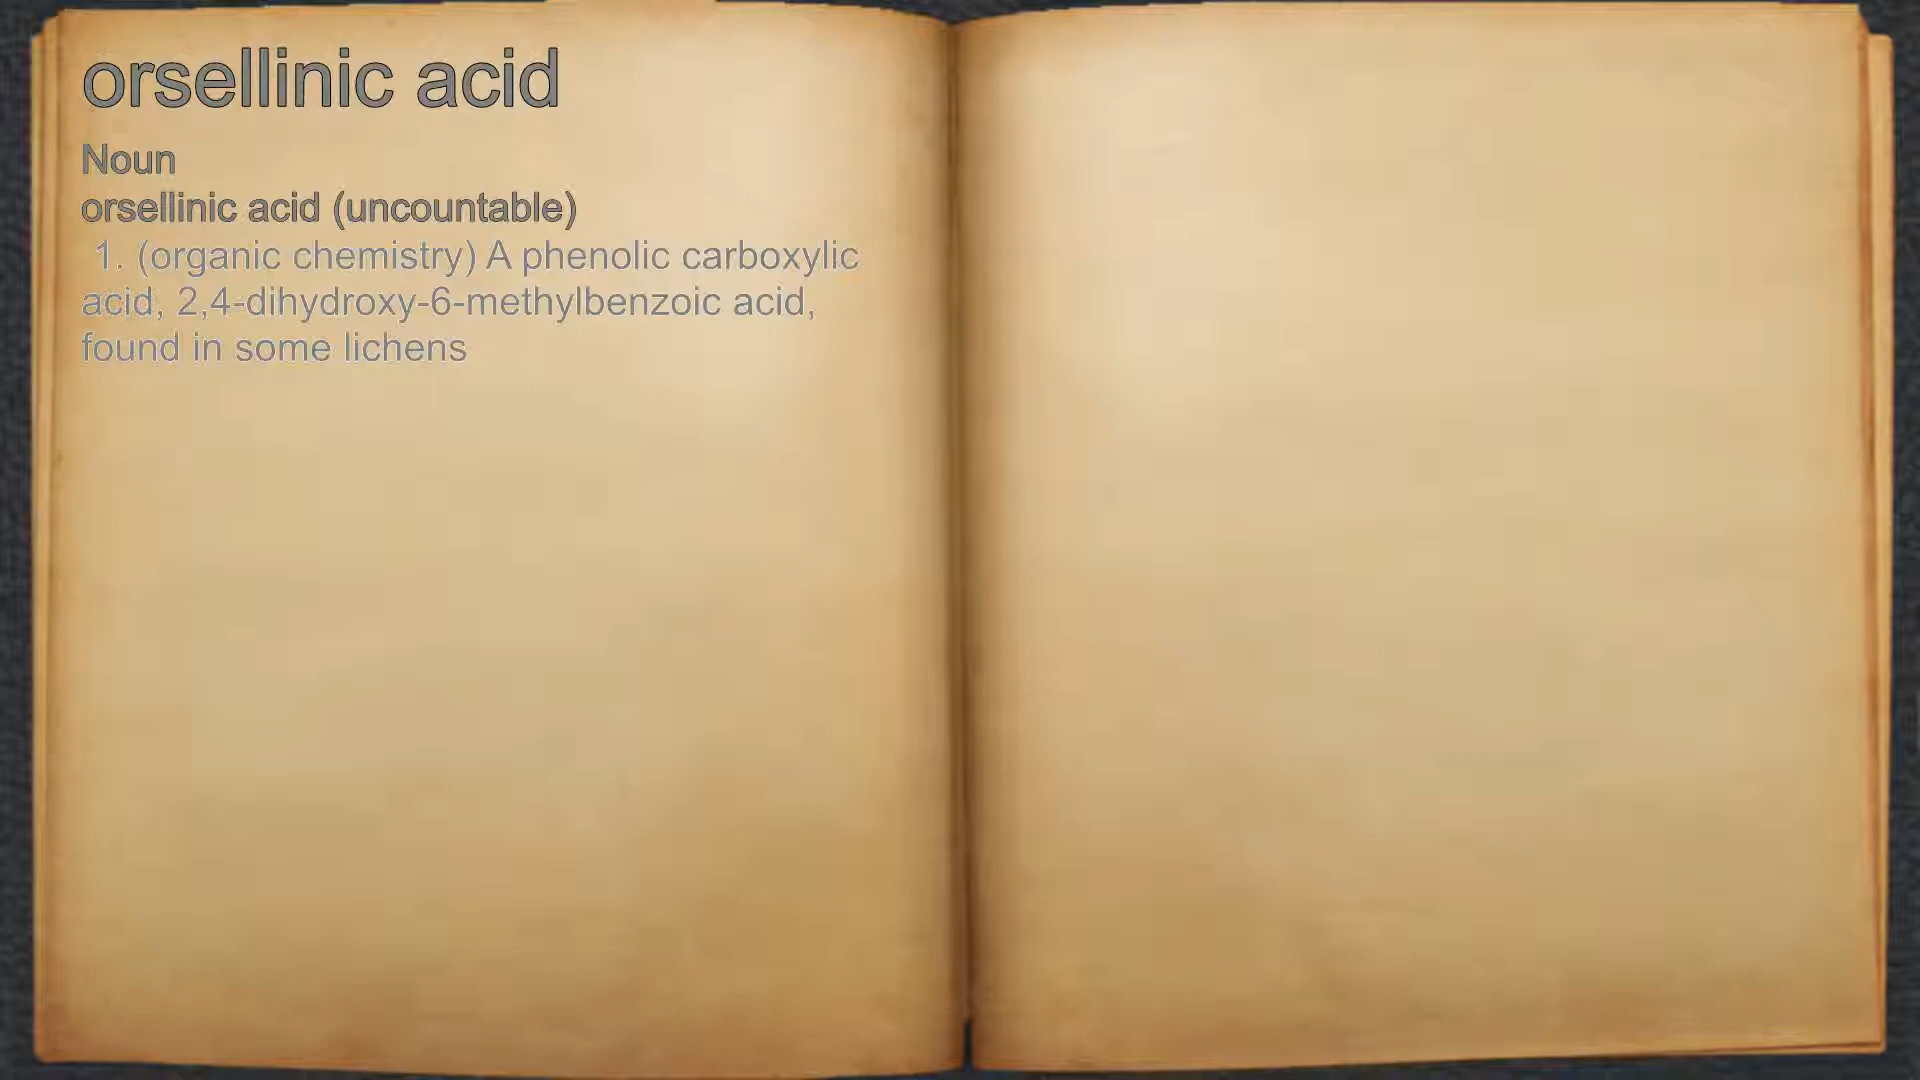 orsellinic acid
Noun
orsellinic acid (uncountable)
1. (organic chemistry) A phenolic carboxylic
acid, 2,4-dihydroxy-6-methylbenzoic acid,
found in some lichens